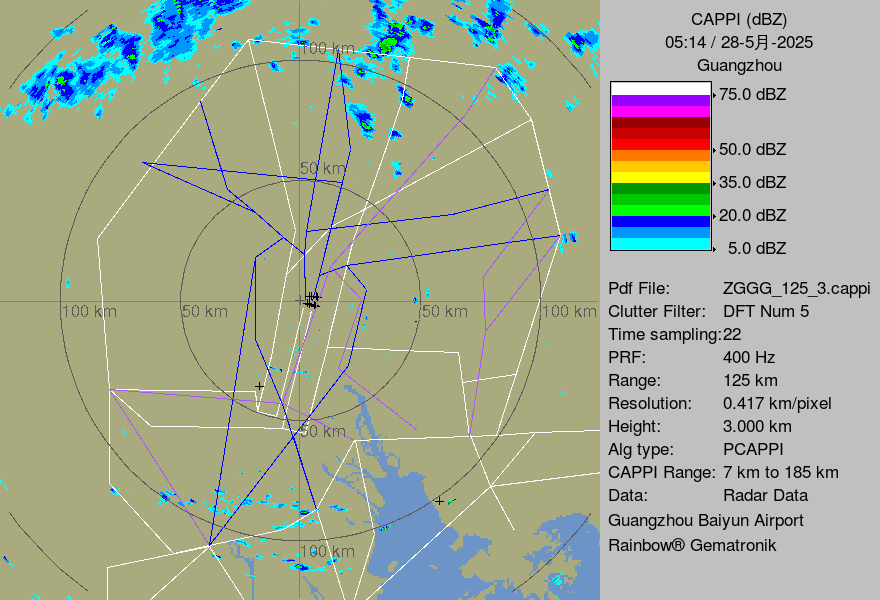 CAPPI (dBZ)
05:14 / 28-5月-2025
Guangzhou
75.0 dBZ
50.0 dBZ
35.0 dBZ
20.0 dBZ
5.0 dBZ
Pdf File: ZGGG_125_3.cappi
Clutter Filter: DFT Num 5
Time sampling:22
PRF: 400 Hz
Range: 125 km
Resolution: 0.417 km/pixel
Height: 3.000 km
Alg type: PCAPPI
CAPPI Range: 7 km to 185 km
Data: Radar Data
Guangzhou Baiyun Airport
Rainbow® Gematronik
100 km
50 km
100 km
50 km
50 km
100 km
50 km
100 km